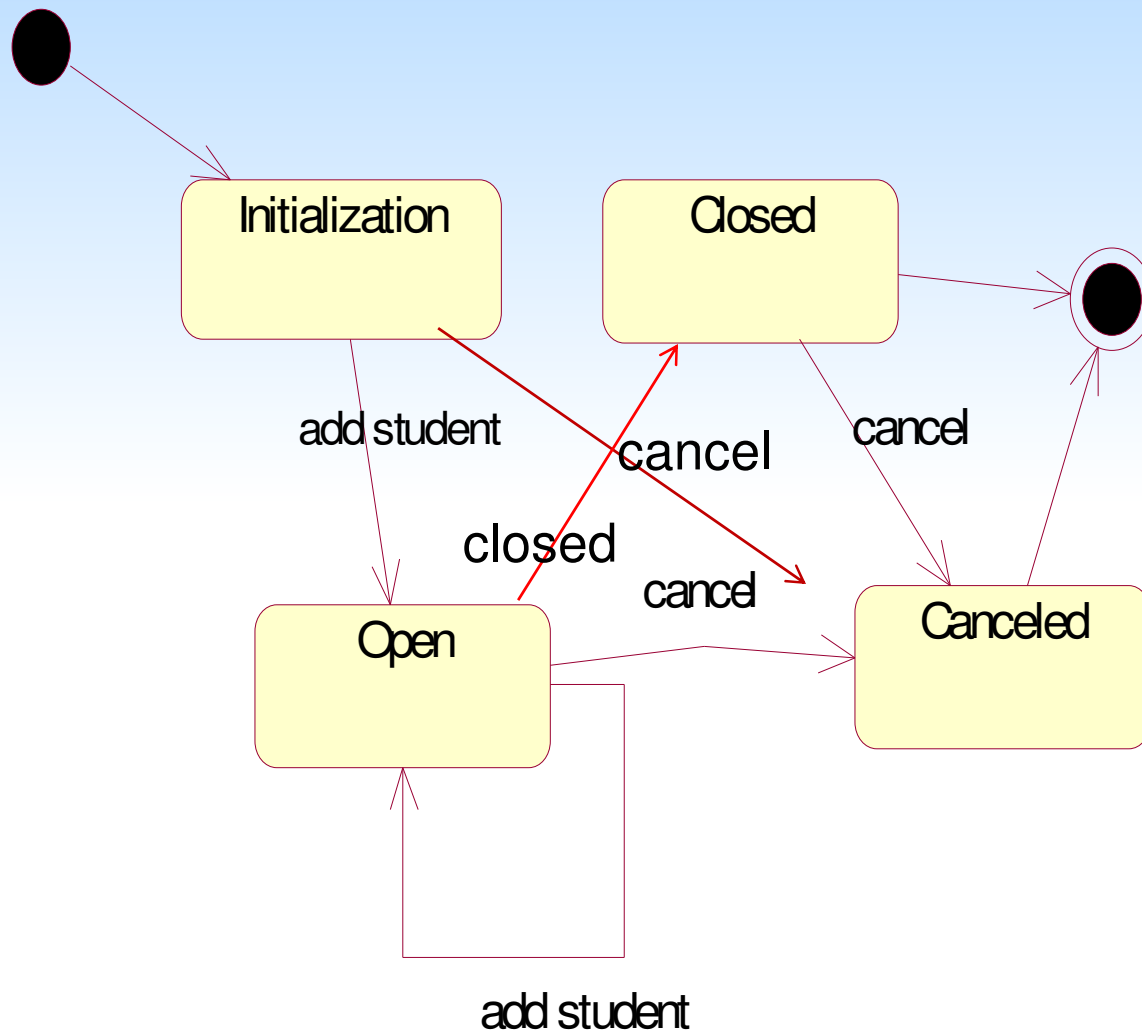 Initialization
Closed
add student
cancel
cancel
closed
cancel
Open
Canceled
add student